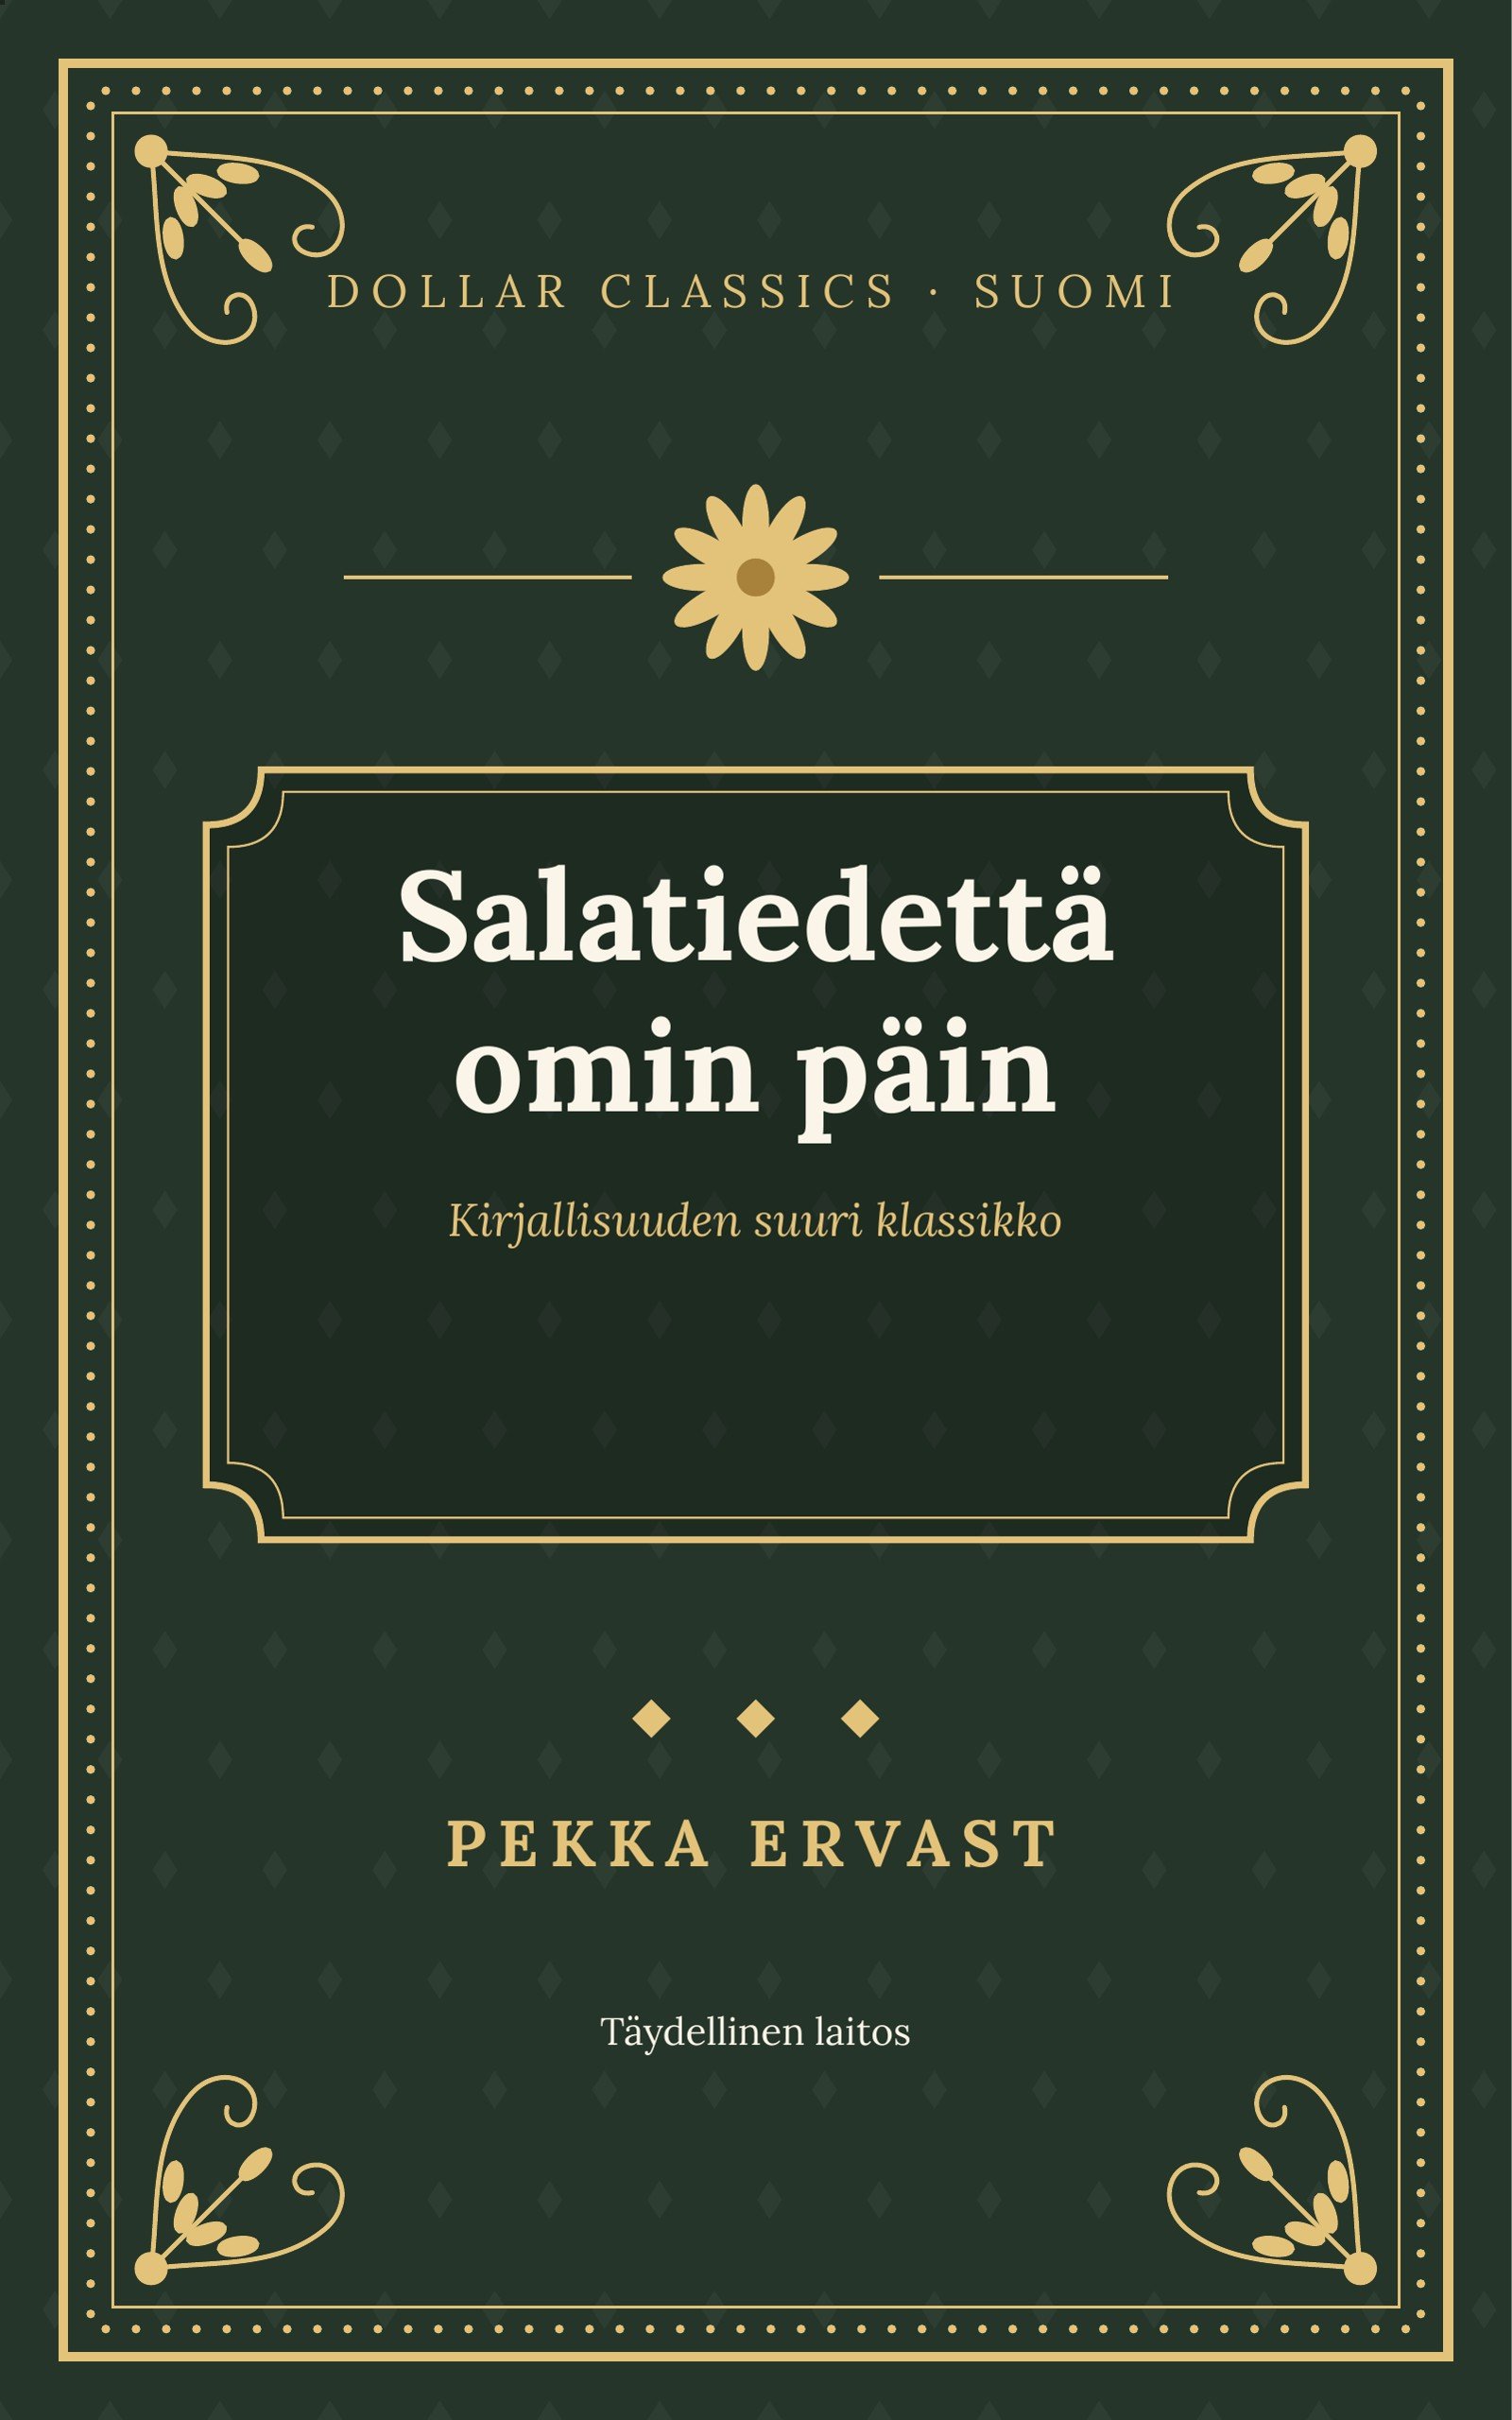 DOLLAR CLASSICS · SUOMI
Salatiedettä
omin päin
Kirjallisuuden suuri klassikko
PEKKA ERVAST
Täydellinen laitos